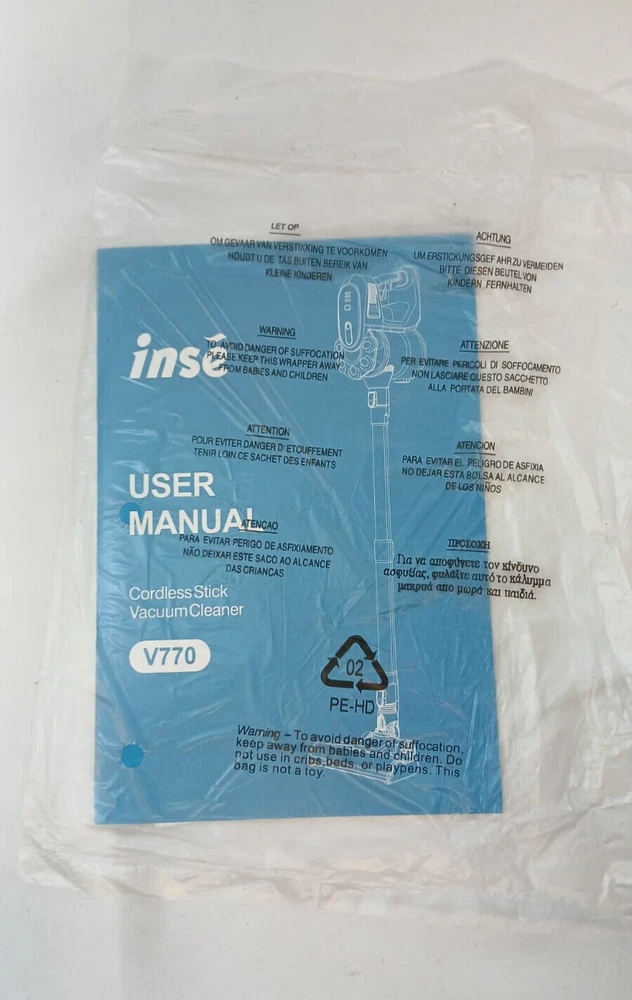 LET OP
OM GEVAAR VAN VERSTIKKING TE VOORKOMEN
HOUDT U DE TAS BUITEN BEREIK VAN
KLEINE KINDEREN
ACHTUNG
UM ERSTICKUNGSGEFAHR ZU VERMEIDEN
BITTE DIESEN BEUTEL VON
KINDERN FERNHALTEN
insé
WARNING
TO AVOID DANGER OF SUFFOCATION
PLEASE KEEP THIS WRAPPER AWAY
FROM BABIES AND CHILDREN
ATTENZIONE
PER EVITARE PERICOLI DI SOFFOCAMENTO
NON LASCIARE QUESTO SACCHETTO
ALLA PORTATA DEL BAMBINI
ATTENTION
POUR EVITER DANGER D'ETOUFFEMENT
TENIR LOIN CE SACHET DES ENFANTS
ATENCION
PARA EVITAR EL PELIGRO DE ASFIXIA
NO DEJAR ESTA BOLSA AL ALCANCE
DE LOS NIÑOS
USER
MANUAL
ATENÇAO
PARA EVITAR PERIGO DE ASFIXIAMENTO
NÃO DEIXAR ESTE SACO AO ALCANCE
DAS CRIANÇAS
ΠΡΟΣΟΧΗ
Για να αποφύγετε τον κίνδυνο
ασφυξίας, φυλάξτε αυτό το κάλυμμα
μακρυά απο μωρά και παιδιά.
Cordless Stick
Vacuum Cleaner
V770
02
PE-HD
Warning – To avoid danger of suffocation,
keep away from babies and children. Do
not use in cribs, beds, or playpens. This
bag is not a toy.